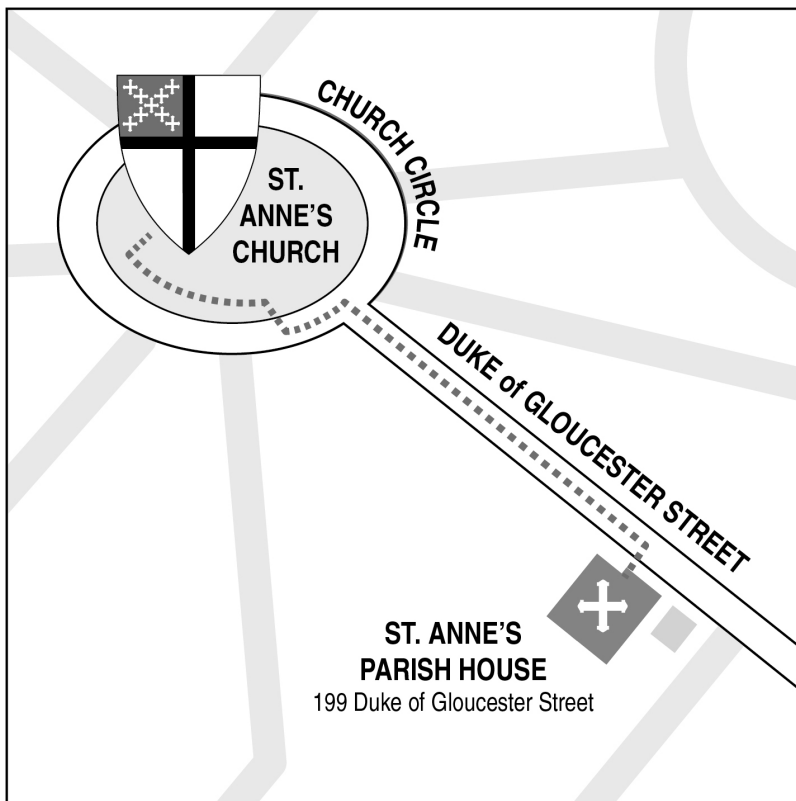 CHURCH CIRCLE
ST.
ANNE’S
CHURCH
DUKE of GLOUCESTER STREET
ST. ANNE’S
PARISH HOUSE
199 Duke of Gloucester Street